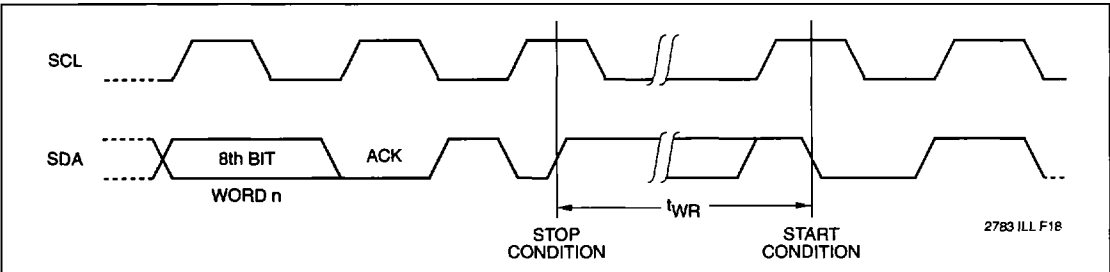 SCL
SDA
8th BIT
ACK
WORD n
tWR
STOP
CONDITION
START
CONDITION
2783 ILL F18